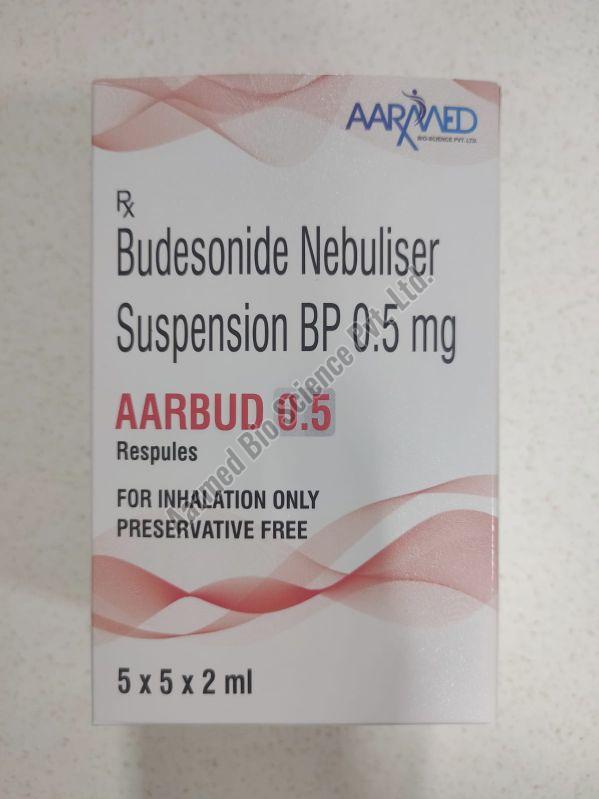 AARMED
BIO-SCIENCE PVT. LTD.
Rx
Budesonide Nebuliser
Suspension BP 0.5 mg
AARBUD 0.5
Respules
FOR INHALATION ONLY
PRESERVATIVE FREE
5 x 5 x 2 ml
Aarmed Bio Science Pvt. Ltd.